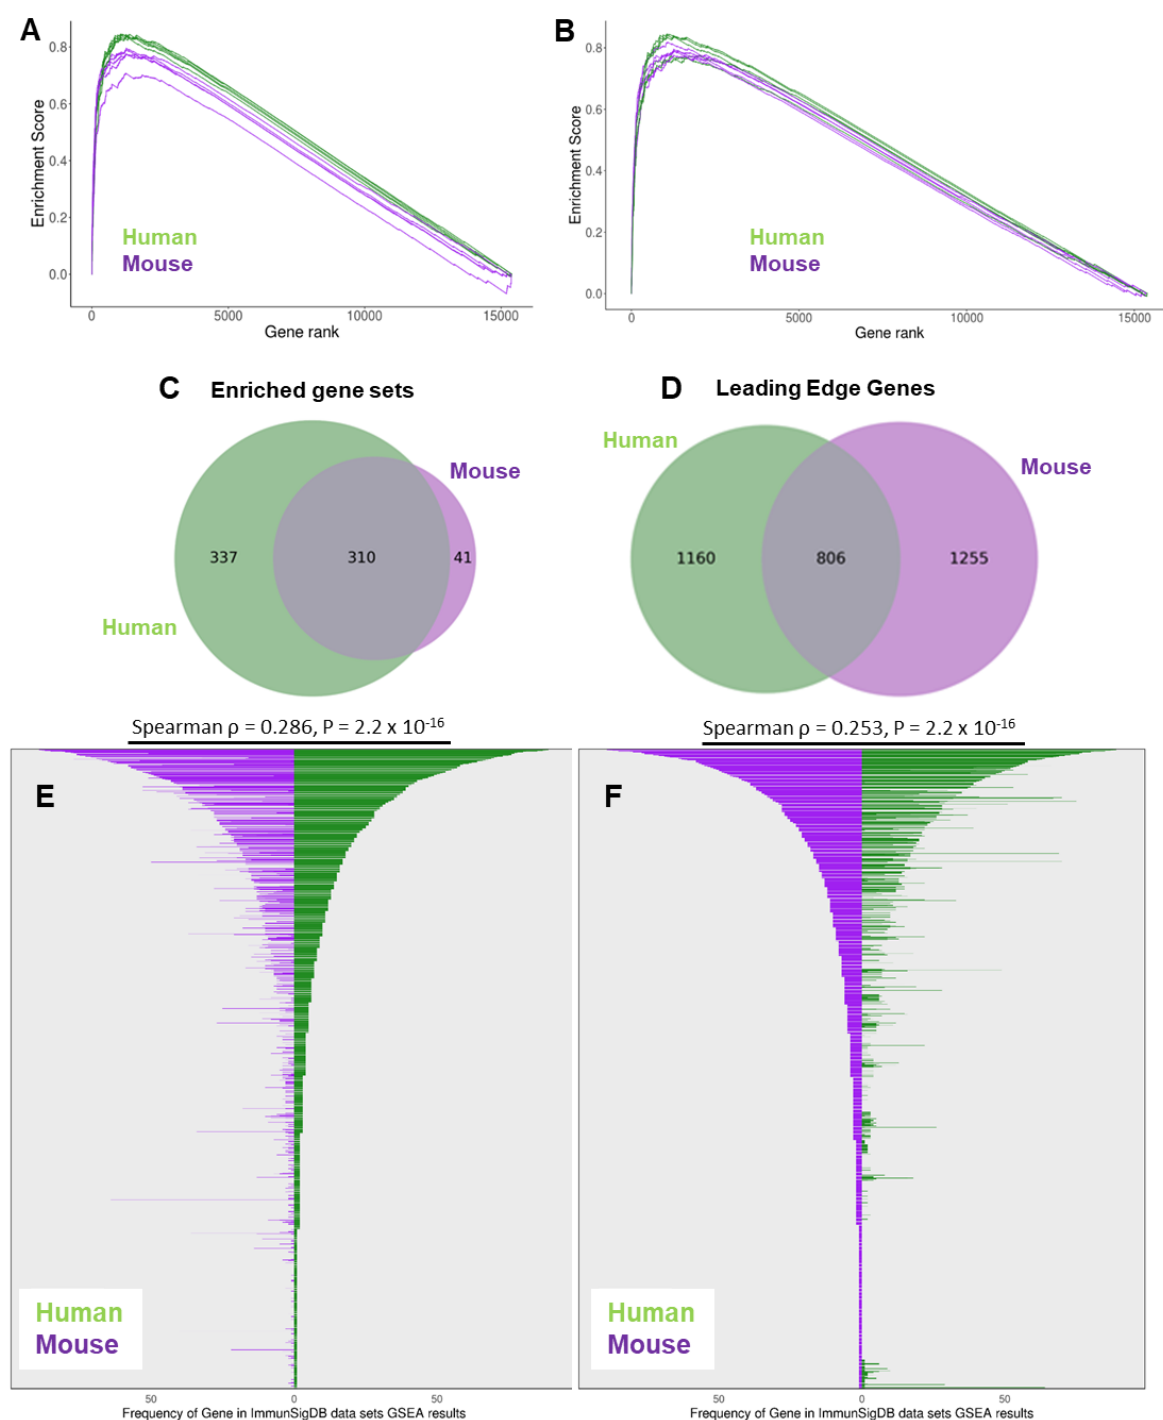 A
B
Enrichment Score
0.8
0.6
0.4
0.2
0.0
Human
Mouse
0 5000 10000 15000
Gene rank
Enrichment Score
0.8
0.6
0.4
0.2
0.0
Human
Mouse
0 5000 10000 15000
Gene rank
C Enriched gene sets
Mouse
337 310 41
Human
D Leading Edge Genes
Human
Mouse
1160 806 1255
Spearman ρ = 0.286, P = 2.2 x 10⁻¹⁶
E
Human
Mouse
50 0 50
Frequency of Gene in ImmunSigDB data sets GSEA results
Spearman ρ = 0.253, P = 2.2 x 10⁻¹⁶
F
Human
Mouse
50 0 50
Frequency of Gene in ImmunSigDB data sets GSEA results